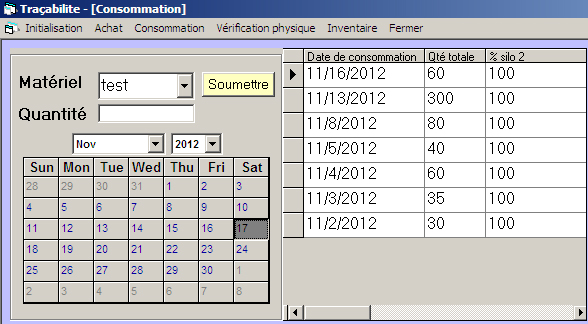 Traçabilite - [Consommation]
Initialisation Achat Consommation Vérification physique Inventaire Fermer
Matériel test Soumettre
Quantité
Nov 2012
Sun Mon Tue Wed Thu Fri Sat
28 29 30 31 1 2 3
4 5 6 7 8 9 10
11 12 13 14 15 16 17
18 19 20 21 22 23 24
25 26 27 28 29 30 1
2 3 4 5 6 7 8
Date de consommation Qté totale % silo 2
11/16/2012 60 100
11/13/2012 300 100
11/8/2012 80 100
11/5/2012 40 100
11/4/2012 60 100
11/3/2012 35 100
11/2/2012 30 100